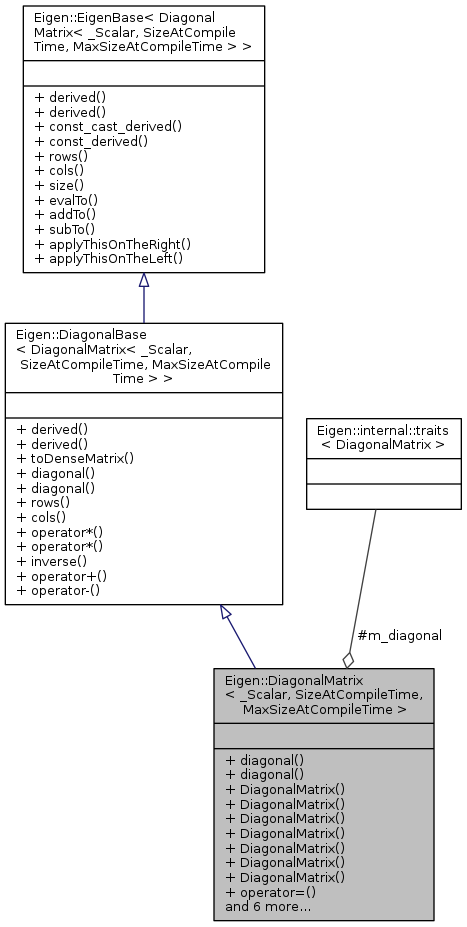 Eigen::EigenBase< Diagonal
Matrix< _Scalar, SizeAtCompile
Time, MaxSizeAtCompileTime > >
+ derived()
+ derived()
+ const_cast_derived()
+ const_derived()
+ rows()
+ cols()
+ size()
+ evalTo()
+ addTo()
+ subTo()
+ applyThisOnTheRight()
+ applyThisOnTheLeft()
Eigen::DiagonalBase
< DiagonalMatrix< _Scalar,
SizeAtCompileTime, MaxSizeAtCompile
Time > >
+ derived()
+ derived()
+ toDenseMatrix()
+ diagonal()
+ diagonal()
+ rows()
+ cols()
+ operator*()
+ operator*()
+ inverse()
+ operator+()
+ operator-()
Eigen::internal::traits
< DiagonalMatrix >
#m_diagonal
Eigen::DiagonalMatrix
< _Scalar, SizeAtCompileTime,
MaxSizeAtCompileTime >
+ diagonal()
+ diagonal()
+ DiagonalMatrix()
+ DiagonalMatrix()
+ DiagonalMatrix()
+ DiagonalMatrix()
+ DiagonalMatrix()
+ DiagonalMatrix()
+ DiagonalMatrix()
+ operator=()
and 6 more...